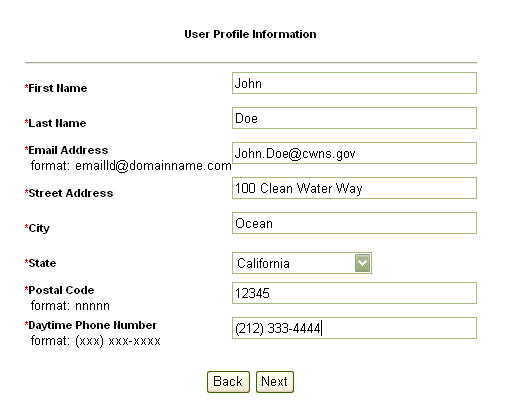 User Profile Information
*First Name John
*Last Name Doe
*Email Address John.Doe@cwns.gov
format: emailId@domainname.com
*Street Address 100 Clean Water Way
*City Ocean
*State California
*Postal Code 12345
format: nnnnn
*Daytime Phone Number (212) 333-4444
format: (xxx) xxx-xxxx
Back Next